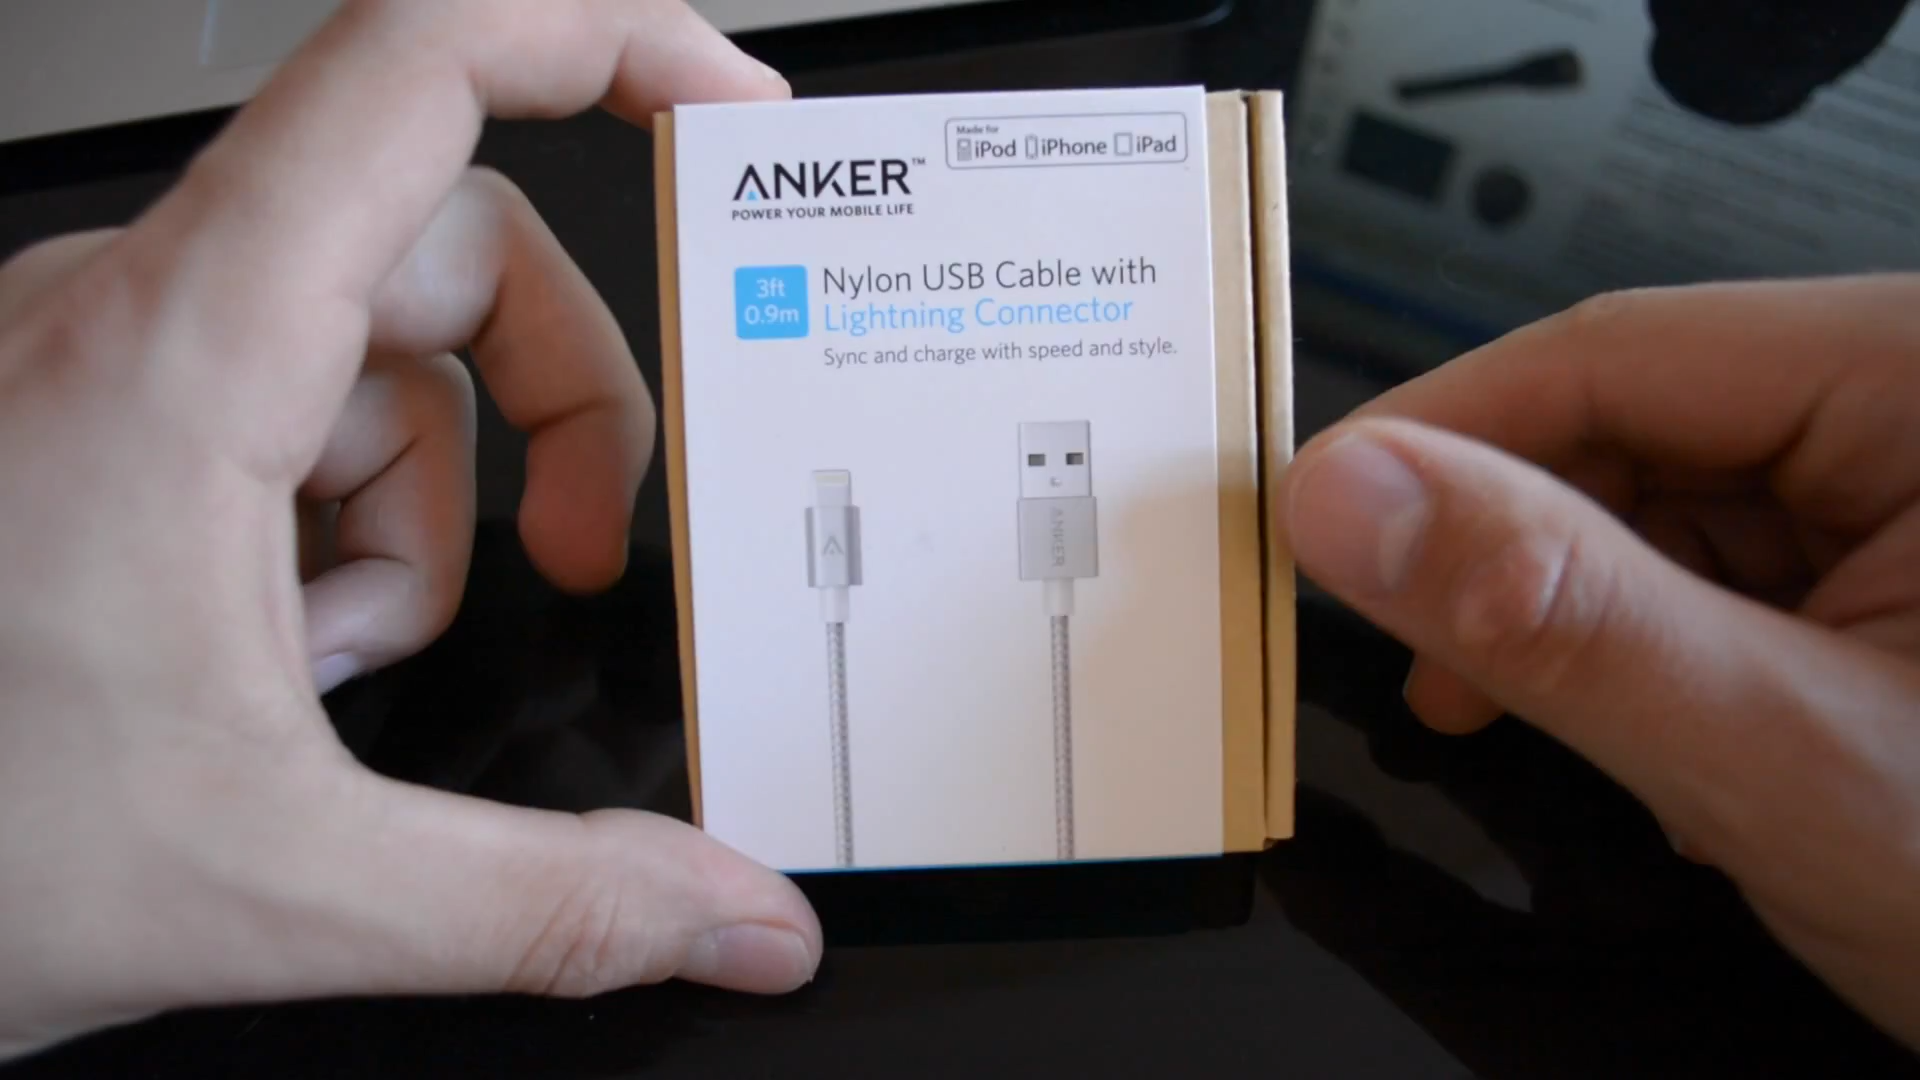 Made for
iPod iPhone iPad
ANKER™
POWER YOUR MOBILE LIFE
3ft
0.9m
Nylon USB Cable with
Lightning Connector
Sync and charge with speed and style.
ANKER